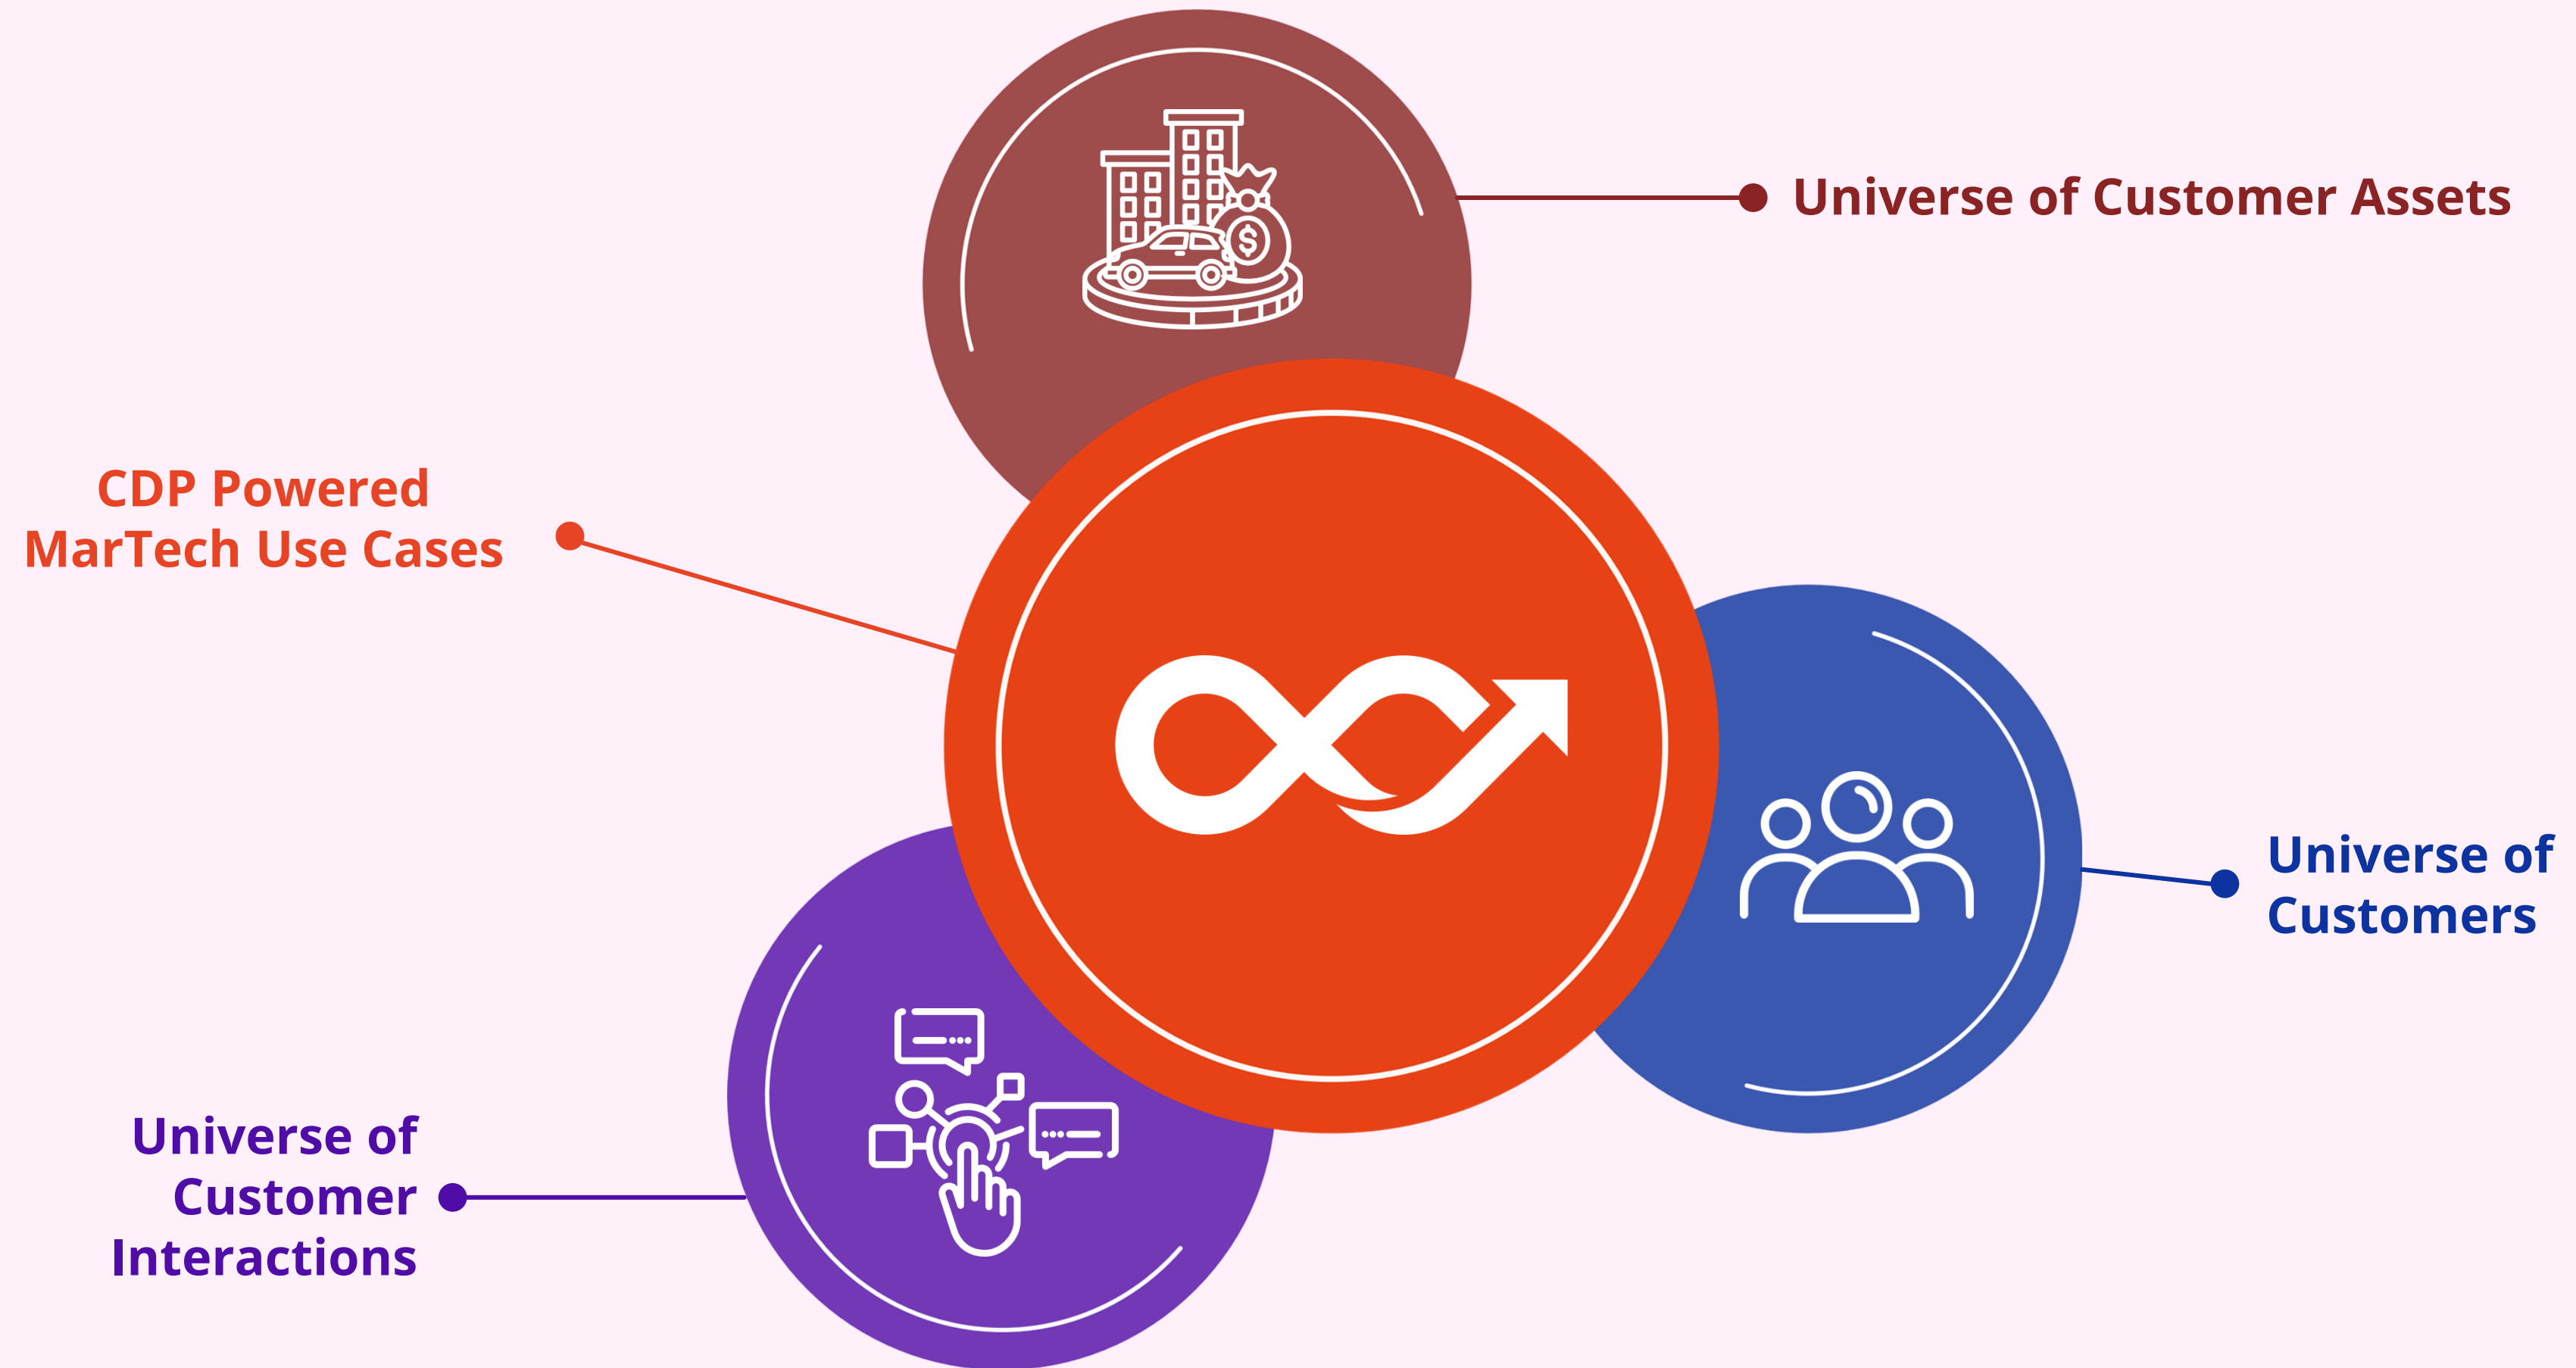 Universe of Customer Assets
CDP Powered
MarTech Use Cases
Universe of
Customers
Universe of
Customer
Interactions
$